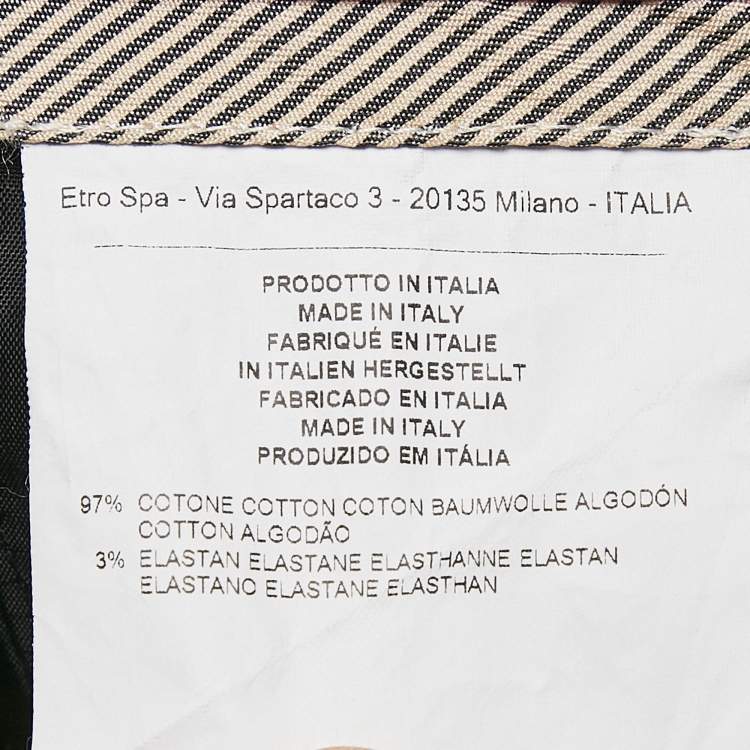 Etro Spa - Via Spartaco 3 - 20135 Milano - ITALIA
PRODOTTO IN ITALIA
MADE IN ITALY
FABRIQUÉ EN ITALIE
IN ITALIEN HERGESTELLT
FABRICADO EN ITALIA
MADE IN ITALY
PRODUZIDO EM ITÁLIA
97% COTONE COTTON COTON BAUMWOLLE ALGODÓN
COTTON ALGODÃO
3% ELASTAN ELASTANE ELASTHANNE ELASTAN
ELASTANO ELASTANE ELASTHAN